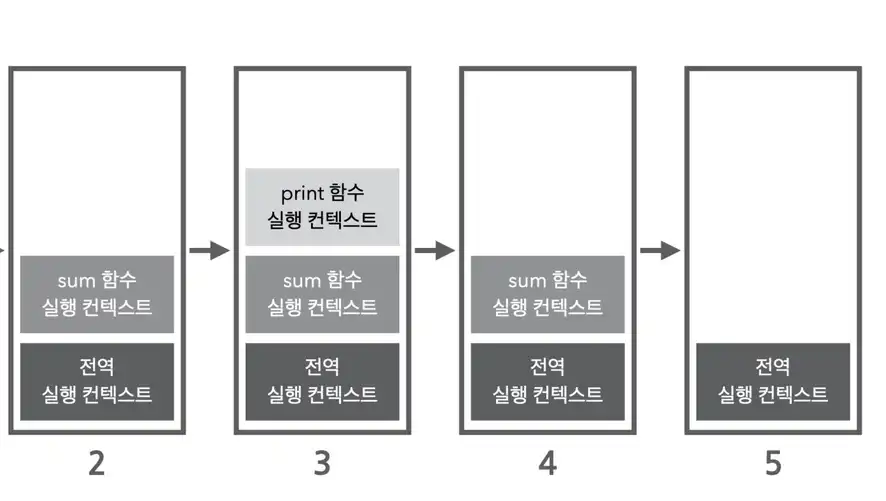 sum 함수
실행 컨텍스트
전역
실행 컨텍스트
2
print 함수
실행 컨텍스트
sum 함수
실행 컨텍스트
전역
실행 컨텍스트
3
sum 함수
실행 컨텍스트
전역
실행 컨텍스트
4
전역
실행 컨텍스트
5